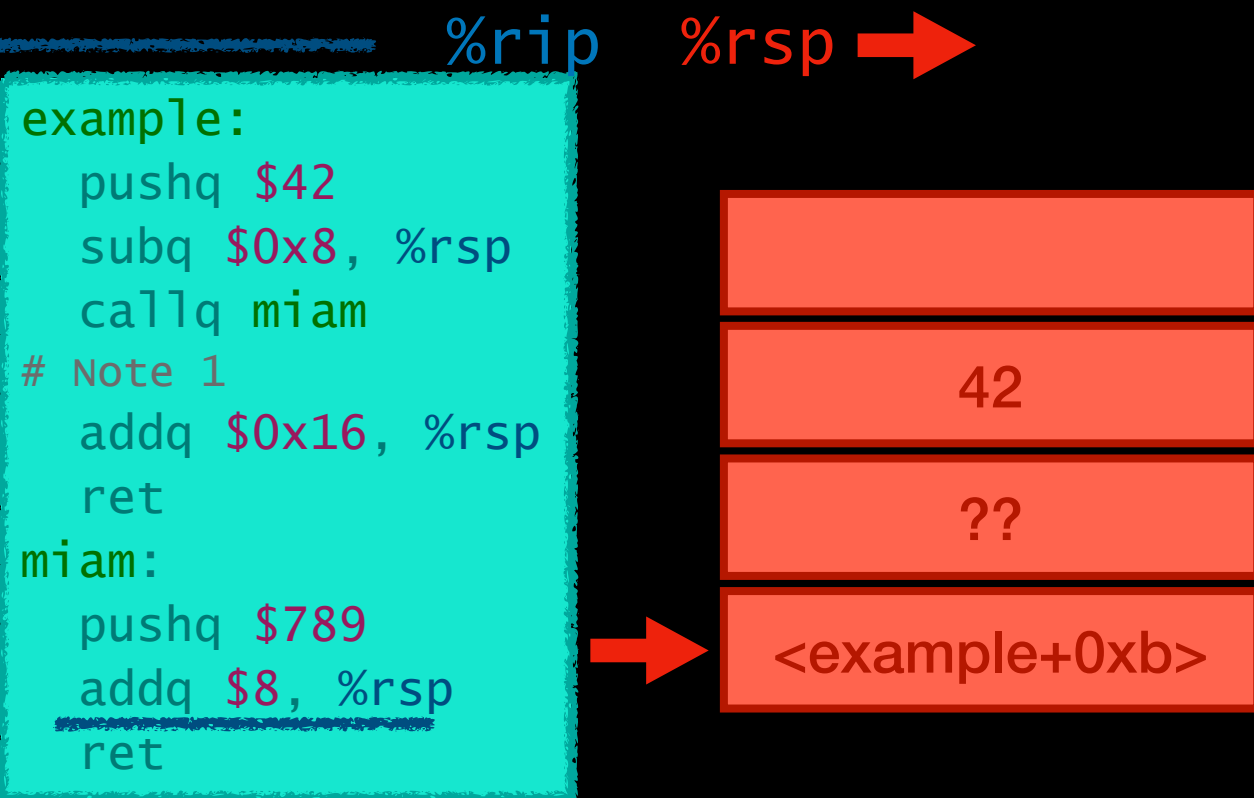 %rip %rsp
example:
pushq $42
subq $0x8, %rsp
callq miam
# Note 1
addq $0x16, %rsp
ret
miam:
pushq $789
addq $8, %rsp
ret
42
??
<example+0xb>